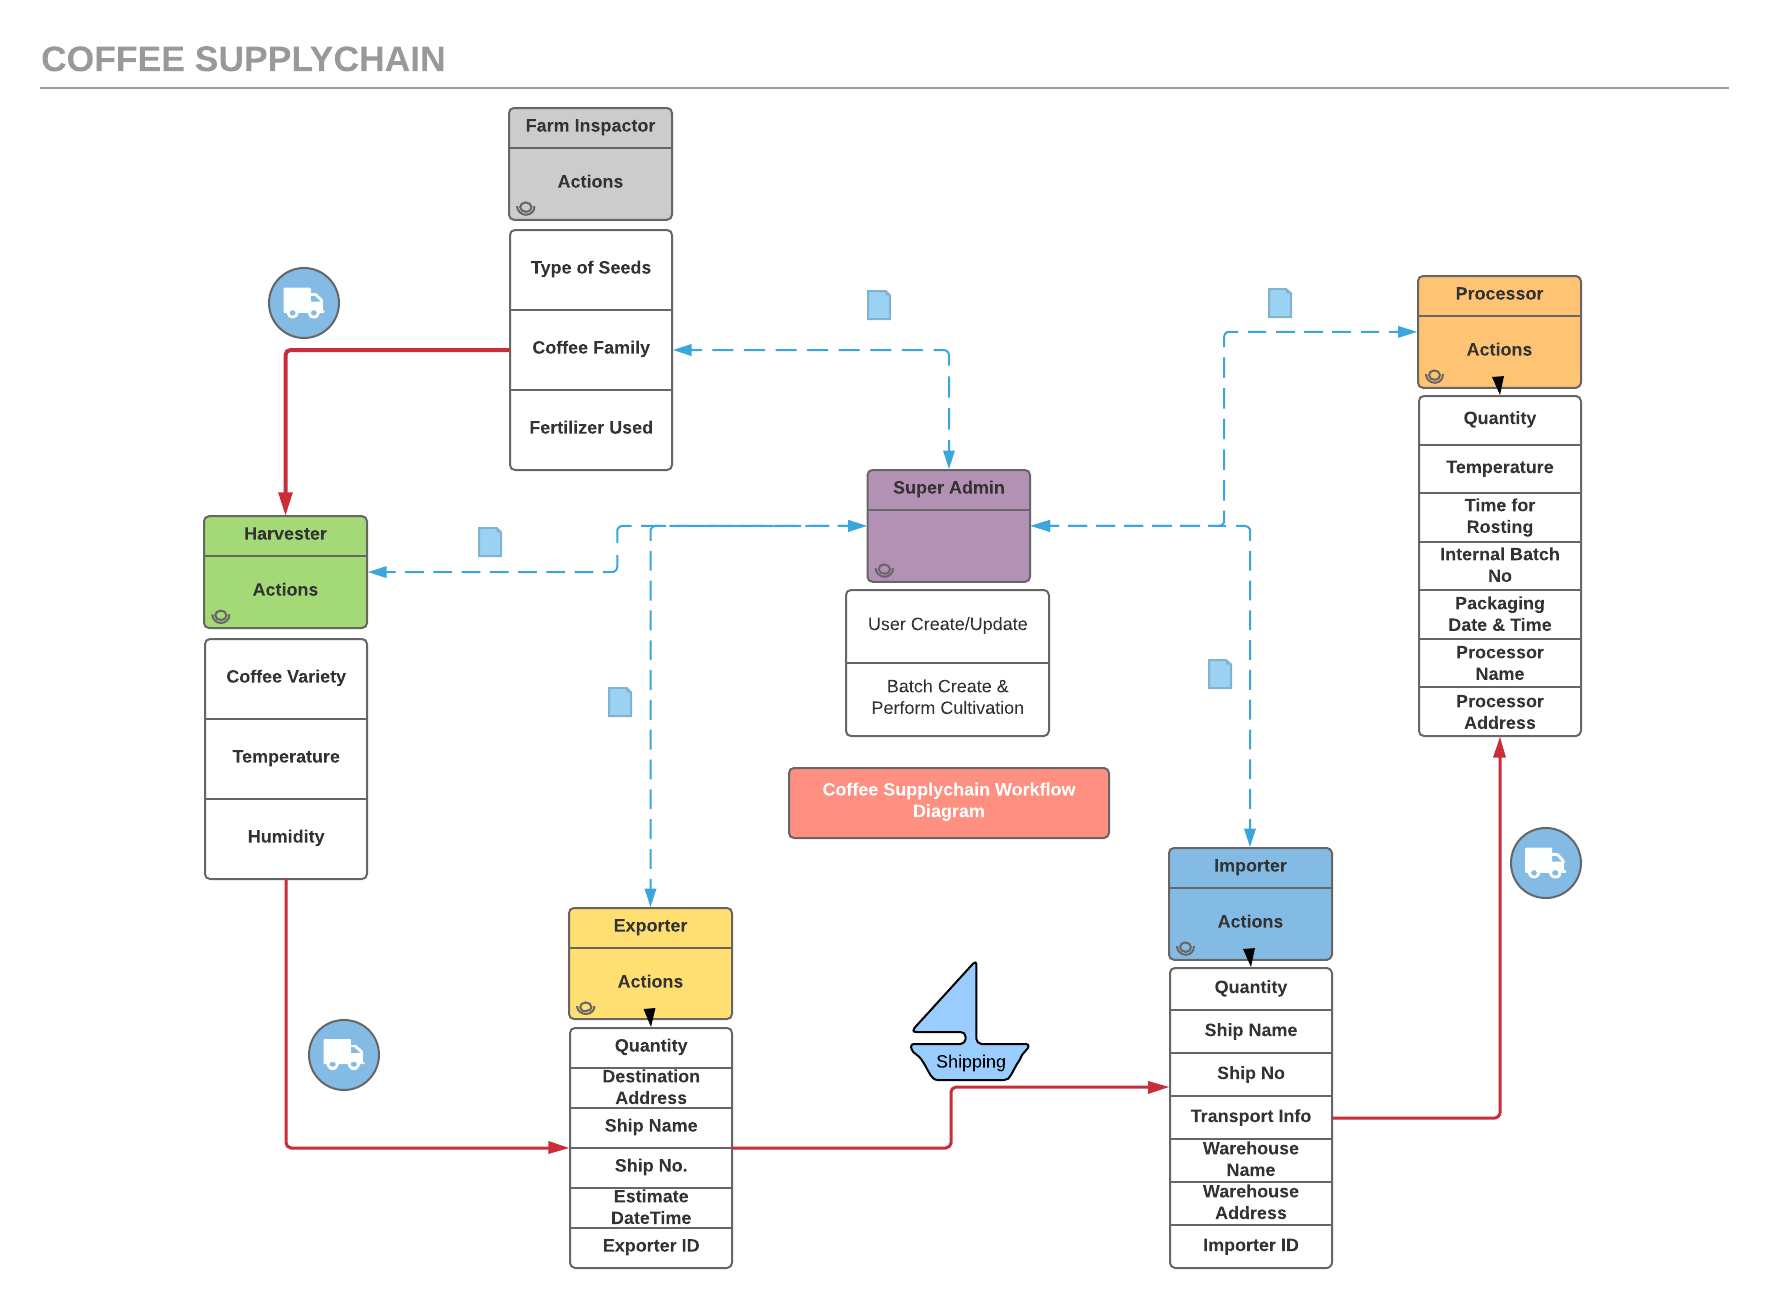 COFFEE SUPPLYCHAIN
Farm Inspactor
Actions
Type of Seeds
Coffee Family
Fertilizer Used
Harvester
Actions
Coffee Variety
Temperature
Humidity
Super Admin
User Create/Update
Batch Create &
Perform Cultivation
Coffee Supplychain Workflow
Diagram
Exporter
Actions
Quantity
Destination
Address
Ship Name
Ship No.
Estimate
DateTime
Exporter ID
Shipping
Importer
Actions
Quantity
Ship Name
Ship No
Transport Info
Warehouse
Name
Warehouse
Address
Importer ID
Processor
Actions
Quantity
Temperature
Time for
Rosting
Internal Batch
No
Packaging
Date & Time
Processor
Name
Processor
Address